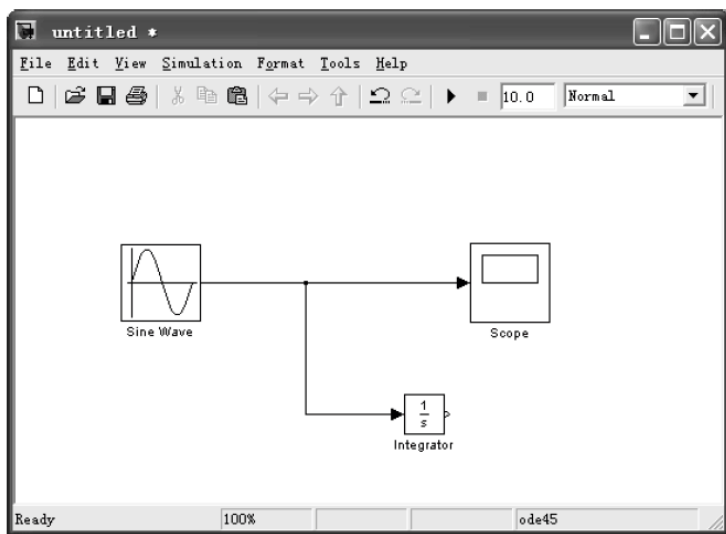 untitled *
File Edit View Simulation Format Tools Help
10.0 Normal
Sine Wave
Scope
1
s
Integrator
Ready 100% ode45